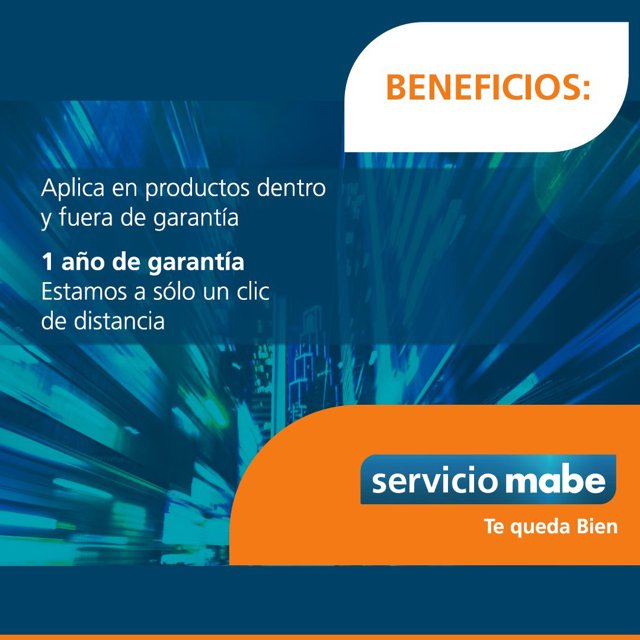 BENEFICIOS:
Aplica en productos dentro
y fuera de garantía
1 año de garantía
Estamos a sólo un clic
de distancia
servicio mabe
Te queda Bien